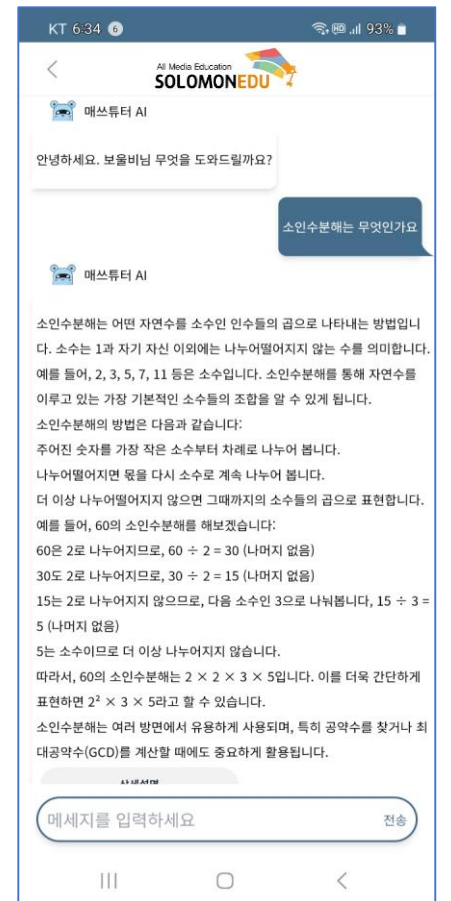 KT 6:34 6 93%
All Media Education
SOLOMONEDU
매쓰튜터 AI
안녕하세요. 보울비님 무엇을 도와드릴까요?
소인수분해는 무엇인가요
매쓰튜터 AI
소인수분해는 어떤 자연수를 소수인 인수들의 곱으로 나타내는 방법입니
다. 소수는 1과 자기 자신 이외에는 나누어떨어지지 않는 수를 의미합니다.
예를 들어, 2, 3, 5, 7, 11 등은 소수입니다. 소인수분해를 통해 자연수를
이루고 있는 가장 기본적인 소수들의 조합을 알 수 있게 됩니다.
소인수분해의 방법은 다음과 같습니다:
주어진 숫자를 가장 작은 소수부터 차례로 나누어 봅니다.
나누어떨어지면 몫을 다시 소수로 계속 나누어 봅니다.
더 이상 나누어떨어지지 않으면 그때까지의 소수들의 곱으로 표현합니다.
예를 들어, 60의 소인수분해를 해보겠습니다:
60은 2로 나누어지므로, 60 ÷ 2 = 30 (나머지 없음)
30도 2로 나누어지므로, 30 ÷ 2 = 15 (나머지 없음)
15는 2로 나누어지지 않으므로, 다음 소수인 3으로 나눠봅니다, 15 ÷ 3 =
5 (나머지 없음)
5는 소수이므로 더 이상 나누어지지 않습니다.
따라서, 60의 소인수분해는 2 × 2 × 3 × 5입니다. 이를 더욱 간단하게
표현하면 2² × 3 × 5라고 할 수 있습니다.
소인수분해는 여러 방면에서 유용하게 사용되며, 특히 공약수를 찾거나 최
대공약수(GCD)를 계산할 때에도 중요하게 활용됩니다.
메세지를 입력하세요 전송